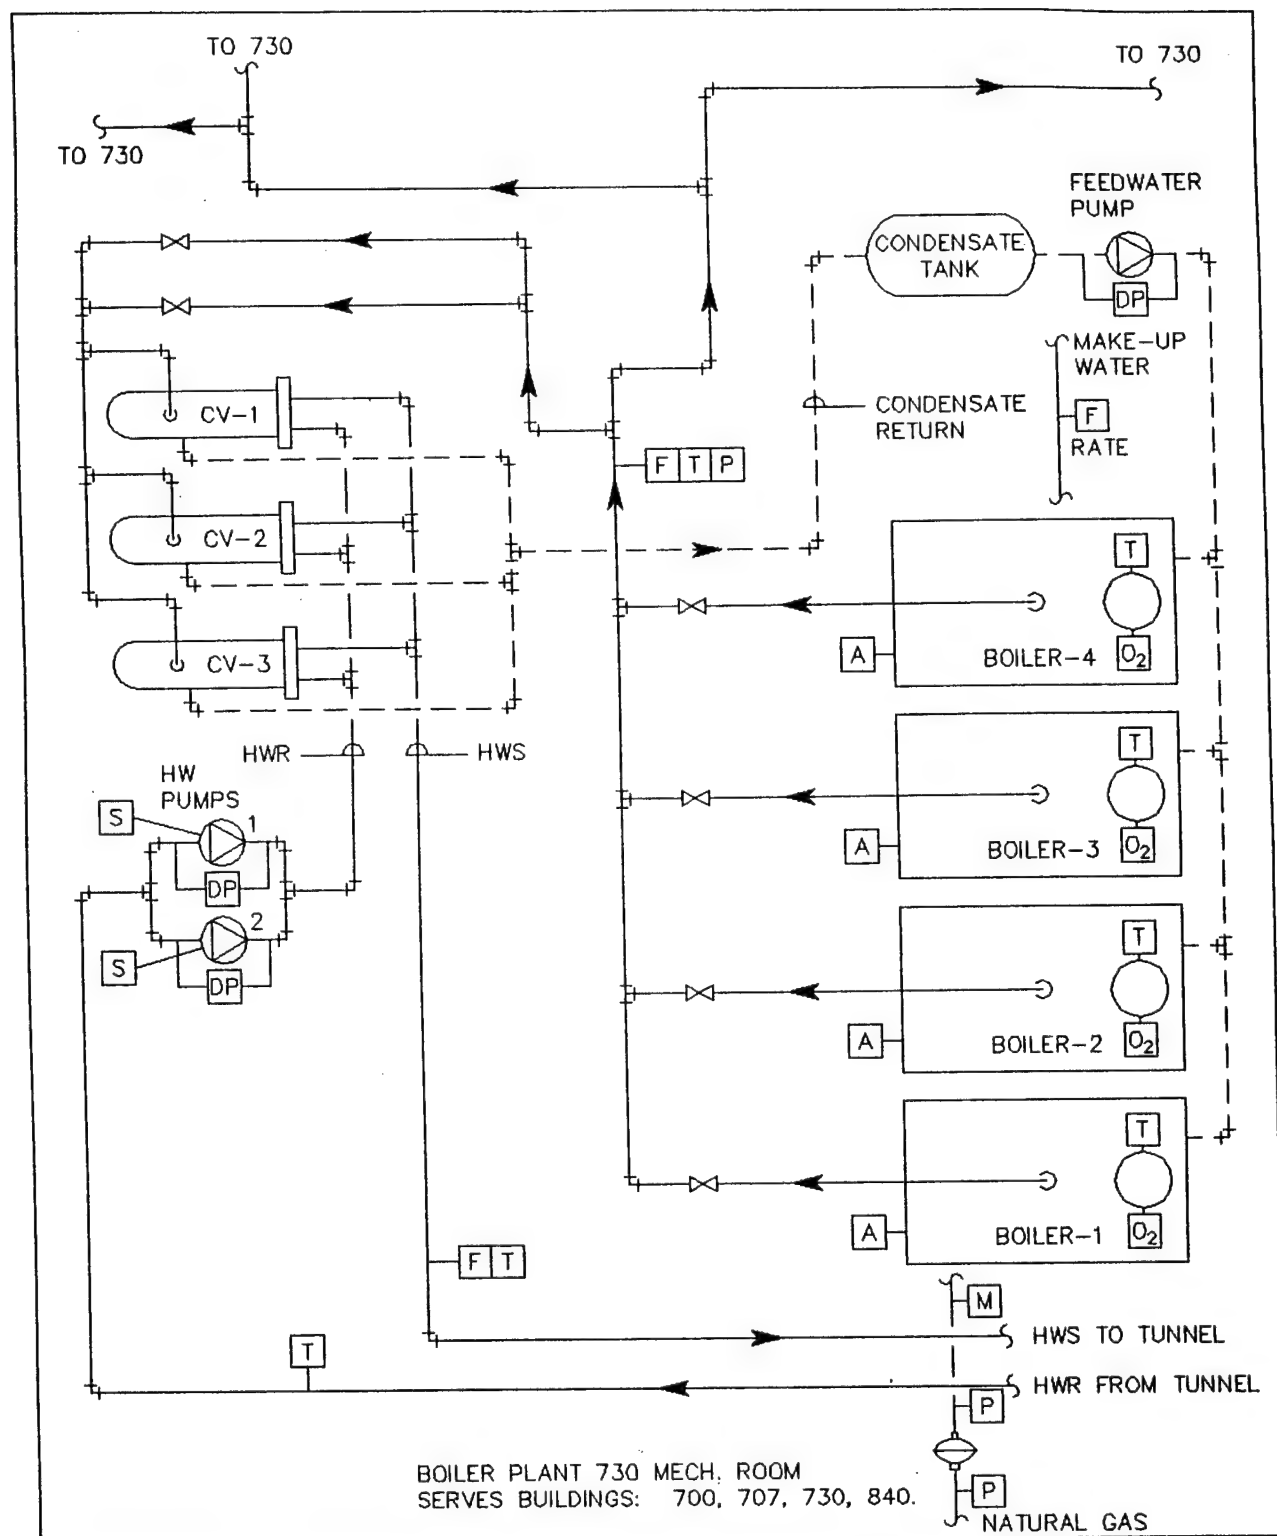 TO 730
TO 730
TO 730
FEEDWATER
PUMP
CONDENSATE
TANK
DP
MAKE-UP
WATER
F
RATE
CONDENSATE
RETURN
CV-1
F T P
CV-2
T
BOILER-4
O2
A
CV-3
HWR
HWS
T
BOILER-3
O2
A
HW
PUMPS
S
1
DP
2
S
DP
T
BOILER-2
O2
A
T
BOILER-1
O2
A
F T
M
HWS TO TUNNEL
T
HWR FROM TUNNEL
P
BOILER PLANT 730 MECH. ROOM
SERVES BUILDINGS: 700, 707, 730, 840.
P
NATURAL GAS